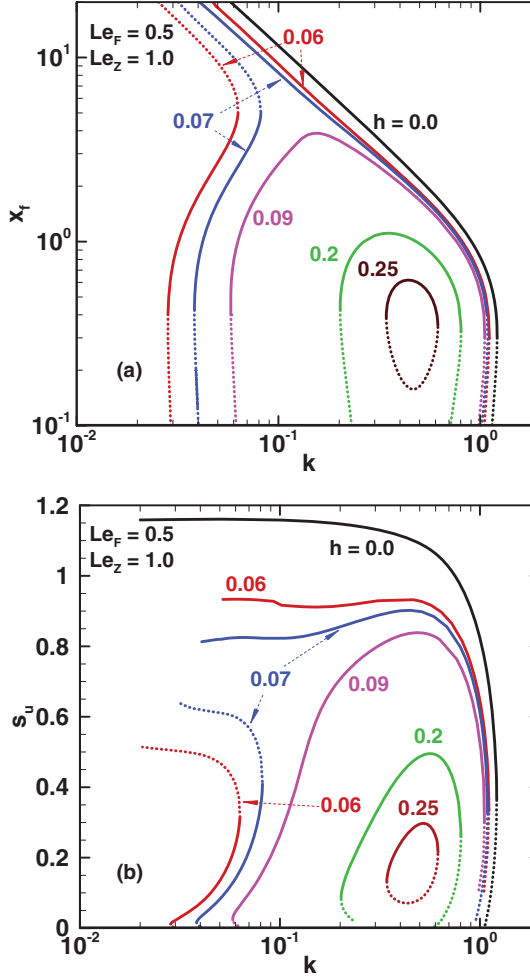 Le_F = 0.5
Le_Z = 1.0
0.06
0.07
h = 0.0
0.09
0.2
0.25
(a)
x_f
10^1
10^0
10^-1
10^-2
10^-1
10^0
k
Le_F = 0.5
Le_Z = 1.0
h = 0.0
0.06
0.07
0.09
0.2
0.06
0.25
(b)
s_u
1.2
1
0.8
0.6
0.4
0.2
0
10^-2
10^-1
10^0
k